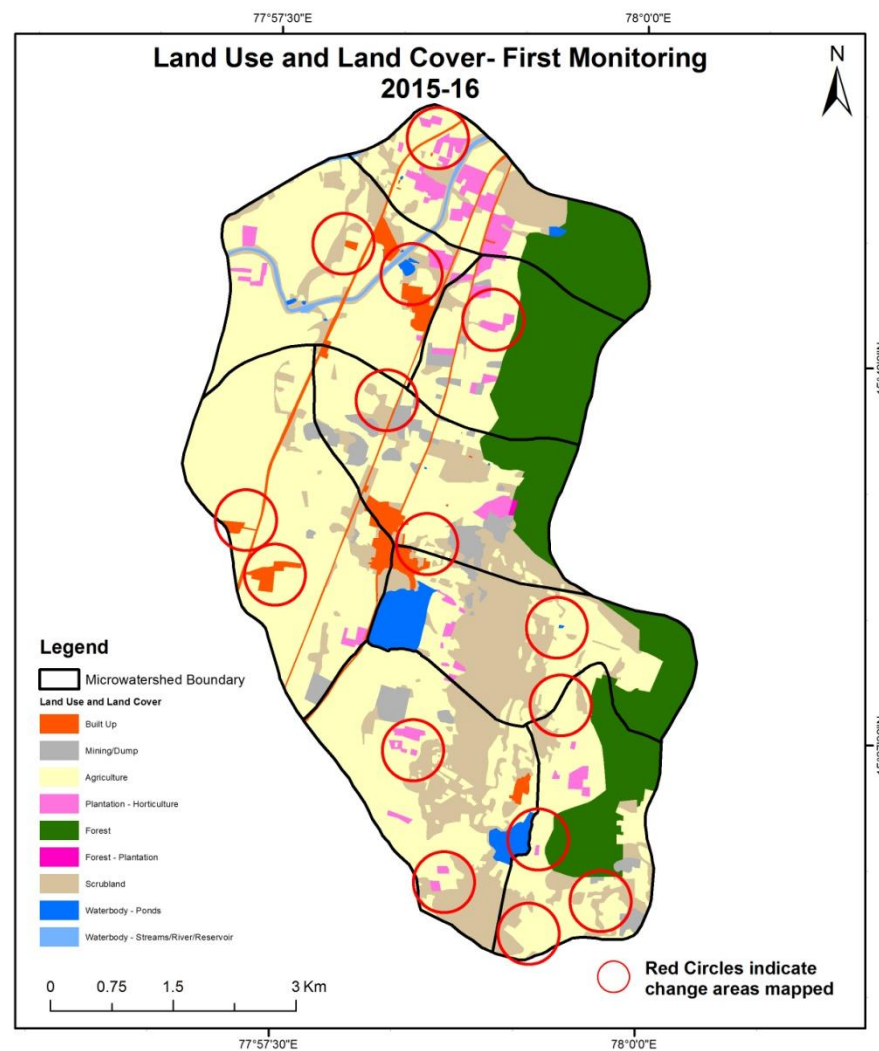 77°57'30"E
78°0'0"E
Land Use and Land Cover- First Monitoring
2015-16
N
Legend
Microwatershed Boundary
Land Use and Land Cover
Built Up
Mining/Dump
Agriculture
Plantation - Horticulture
Forest
Forest - Plantation
Scrubland
Waterbody - Ponds
Waterbody - Streams/River/Reservoir
0 0.75 1.5 3 Km
Red Circles indicate
change areas mapped
77°57'30"E
78°0'0"E